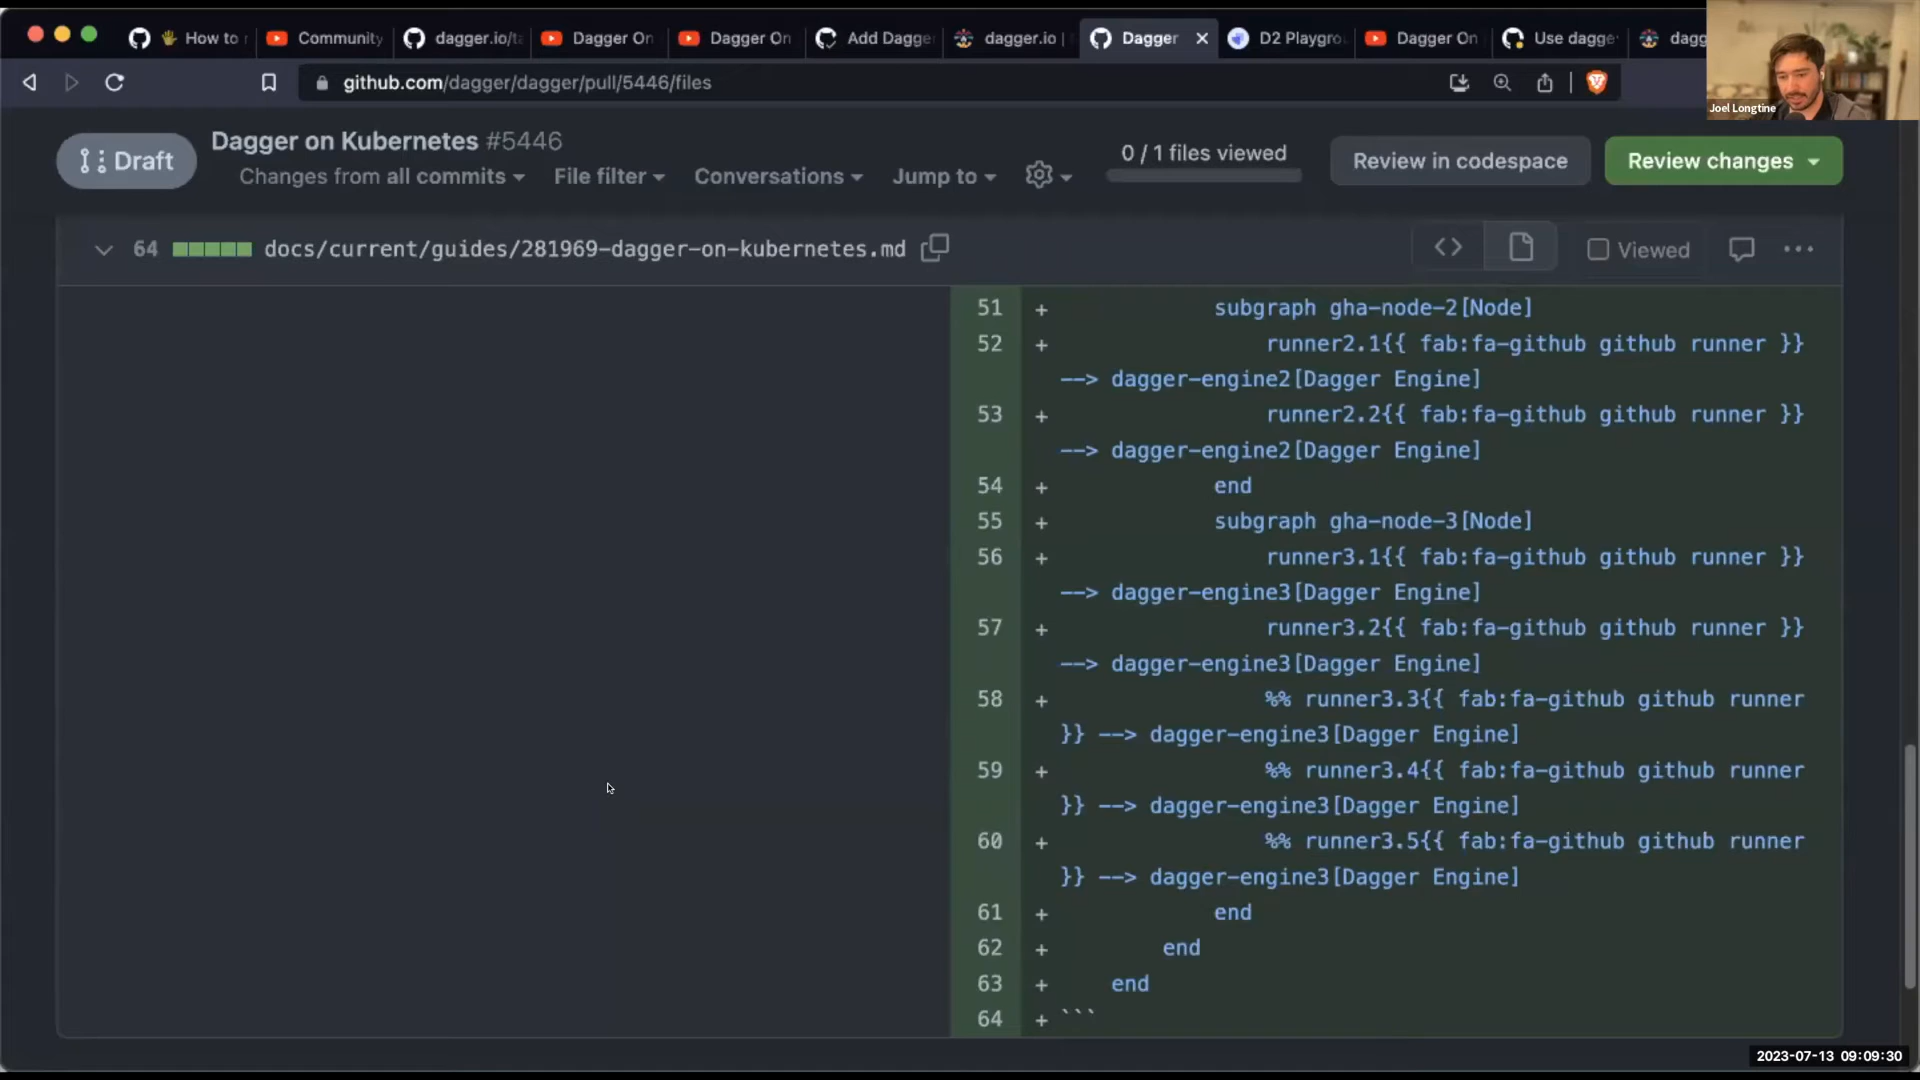 How to
Community
dagger.io/t
Dagger On
Dagger On
Add Dagge
dagger.io |
Dagger
D2 Playgro
Dagger On
Use dagge
dagg
github.com/dagger/dagger/pull/5446/files
Joel Longtine
Draft
Dagger on Kubernetes #5446
Changes from all commits
File filter
Conversations
Jump to
0 / 1 files viewed
Review in codespace
Review changes
64 docs/current/guides/281969-dagger-on-kubernetes.md
Viewed
51 + subgraph gha-node-2[Node]
52 + runner2.1{{ fab:fa-github github runner }}
--> dagger-engine2[Dagger Engine]
53 + runner2.2{{ fab:fa-github github runner }}
--> dagger-engine2[Dagger Engine]
54 + end
55 + subgraph gha-node-3[Node]
56 + runner3.1{{ fab:fa-github github runner }}
--> dagger-engine3[Dagger Engine]
57 + runner3.2{{ fab:fa-github github runner }}
--> dagger-engine3[Dagger Engine]
58 + %% runner3.3{{ fab:fa-github github runner
}} --> dagger-engine3[Dagger Engine]
59 + %% runner3.4{{ fab:fa-github github runner
}} --> dagger-engine3[Dagger Engine]
60 + %% runner3.5{{ fab:fa-github github runner
}} --> dagger-engine3[Dagger Engine]
61 + end
62 + end
63 + end
64 + ```
2023-07-13 09:09:30